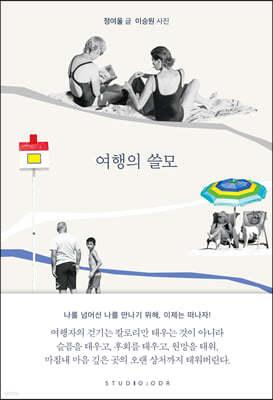 정여울 글 이승원 사진
여행의 쓸모
나를 넘어선 나를 만나기 위해, 이제는 떠나자!
여행자의 걷기는 칼로리만 태우는 것이 아니라
슬픔을 태우고, 후회를 태우고, 원망을 태워,
마침내 마음 깊은 곳의 오랜 상처까지 태워버린다.
STUDIOODR